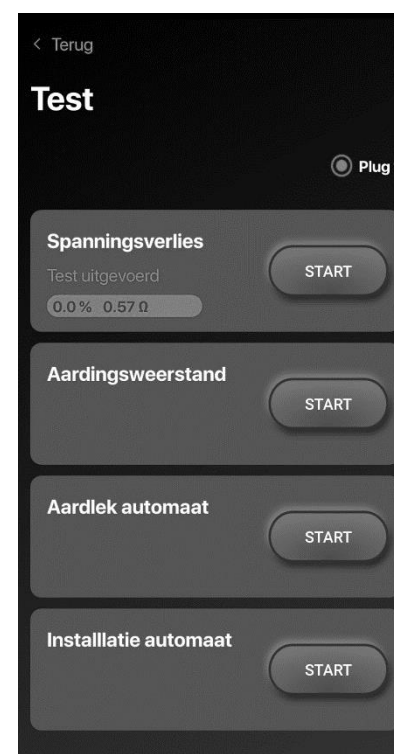 < Terug
Test
Plug
Spanningsverlies
Test uitgevoerd
START
0.0 % 0.57 Ω
Aardingsweerstand
START
Aardlek automaat
START
Installlatie automaat
START